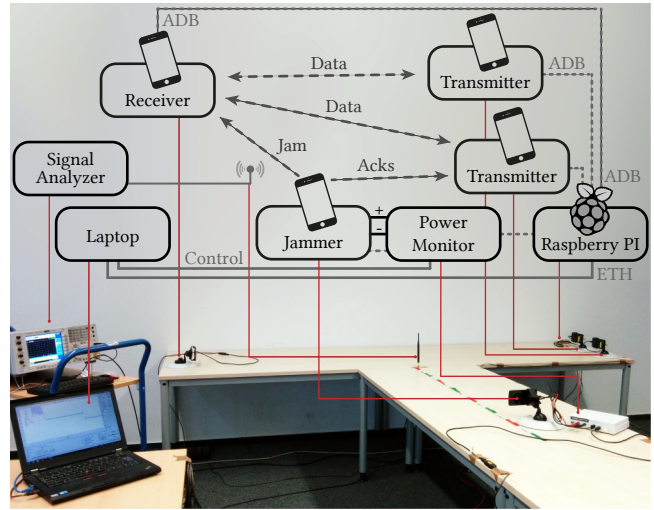 ADB
Data
Transmitter
ADB
Receiver
Data
Jam
Acks
Transmitter
ADB
Signal
Analyzer
Laptop
Jammer
+
-
Power
Monitor
Raspberry PI
Control
ETH